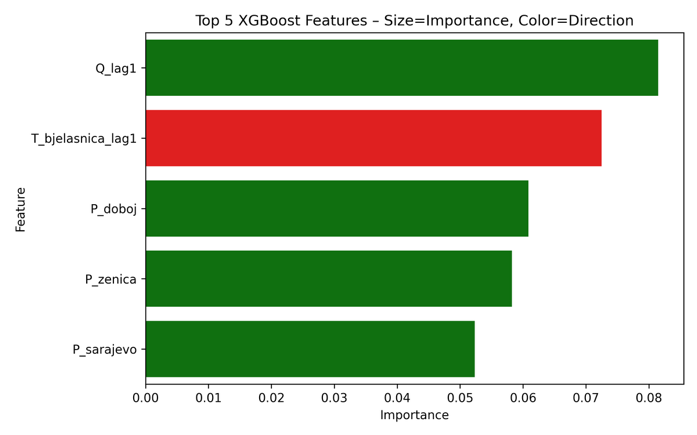 Top 5 XGBoost Features – Size=Importance, Color=Direction
Feature
Q_lag1
T_bjelasnica_lag1
P_doboj
P_zenica
P_sarajevo
0.00 0.01 0.02 0.03 0.04 0.05 0.06 0.07 0.08
Importance